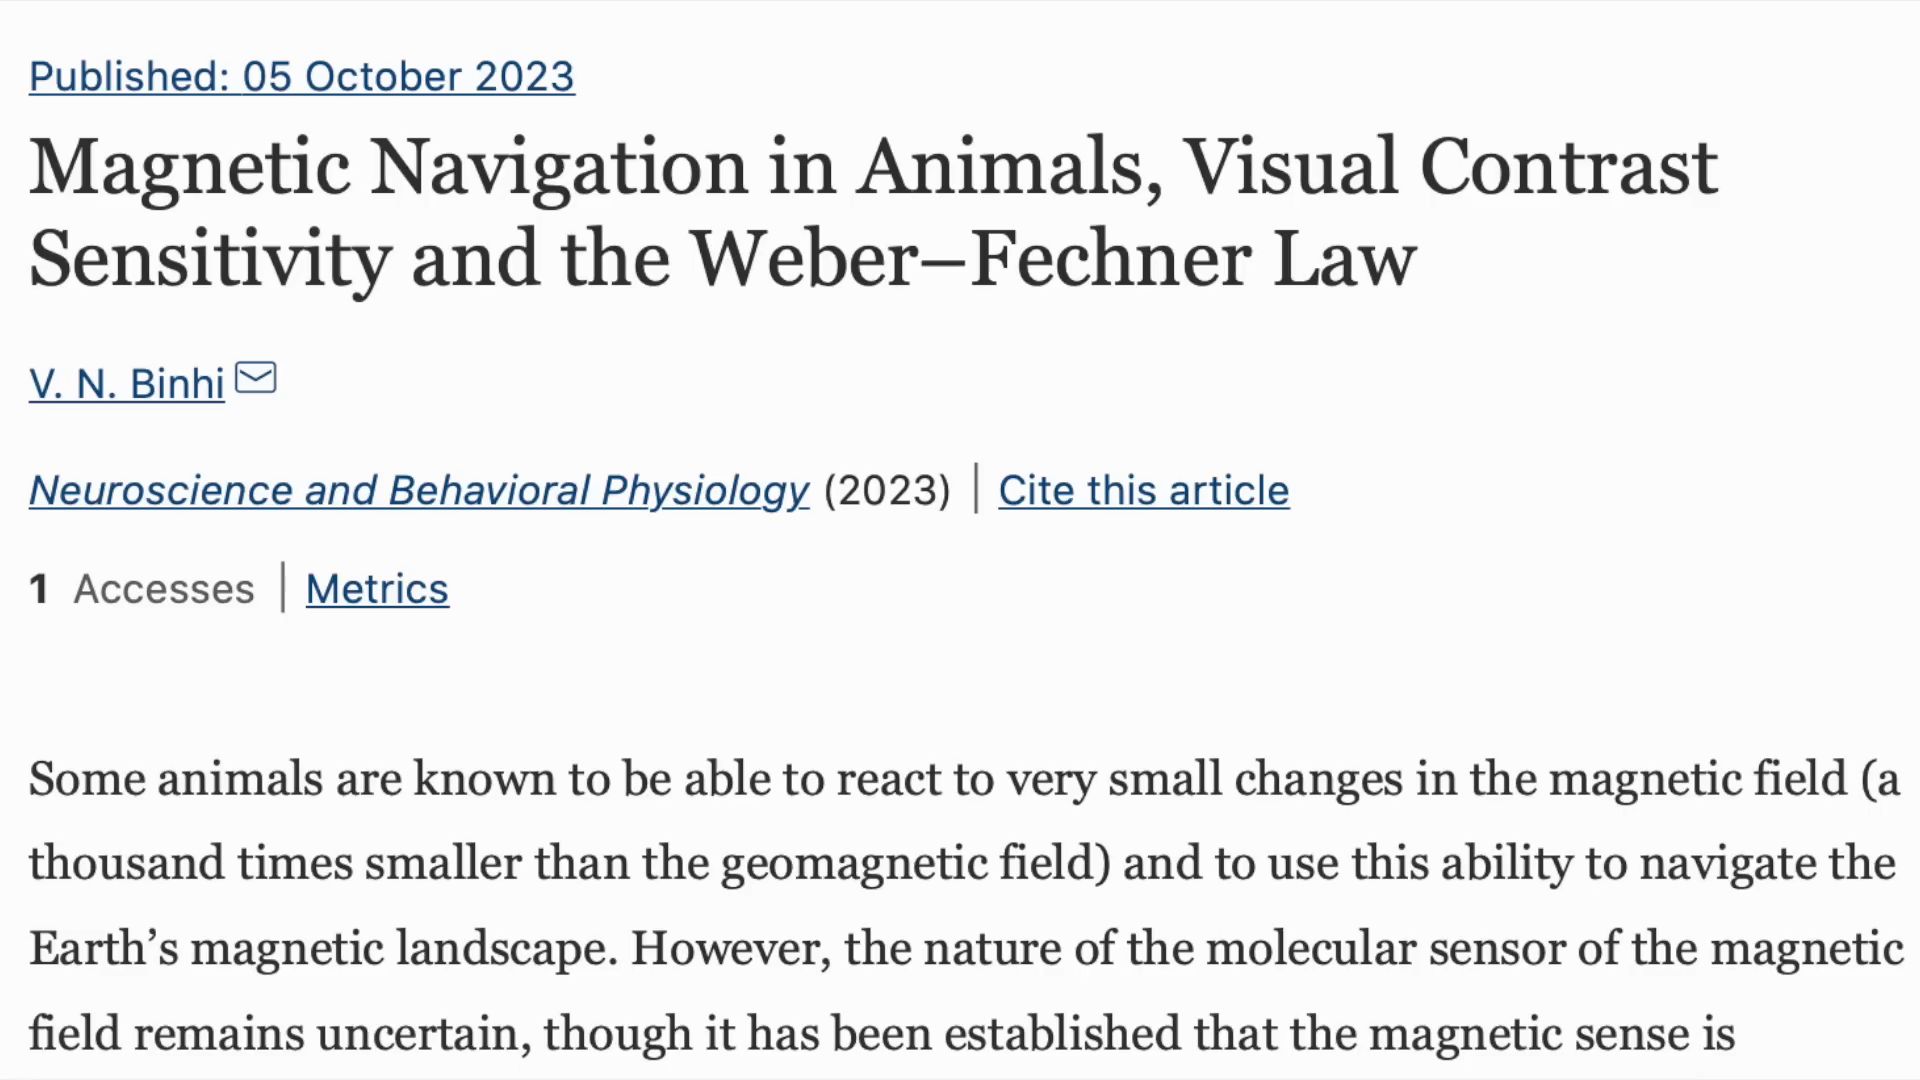 Published: 05 October 2023
Magnetic Navigation in Animals, Visual Contrast
Sensitivity and the Weber–Fechner Law
V. N. Binhi
Neuroscience and Behavioral Physiology (2023) | Cite this article
1 Accesses | Metrics
Some animals are known to be able to react to very small changes in the magnetic field (a
thousand times smaller than the geomagnetic field) and to use this ability to navigate the
Earth’s magnetic landscape. However, the nature of the molecular sensor of the magnetic
field remains uncertain, though it has been established that the magnetic sense is